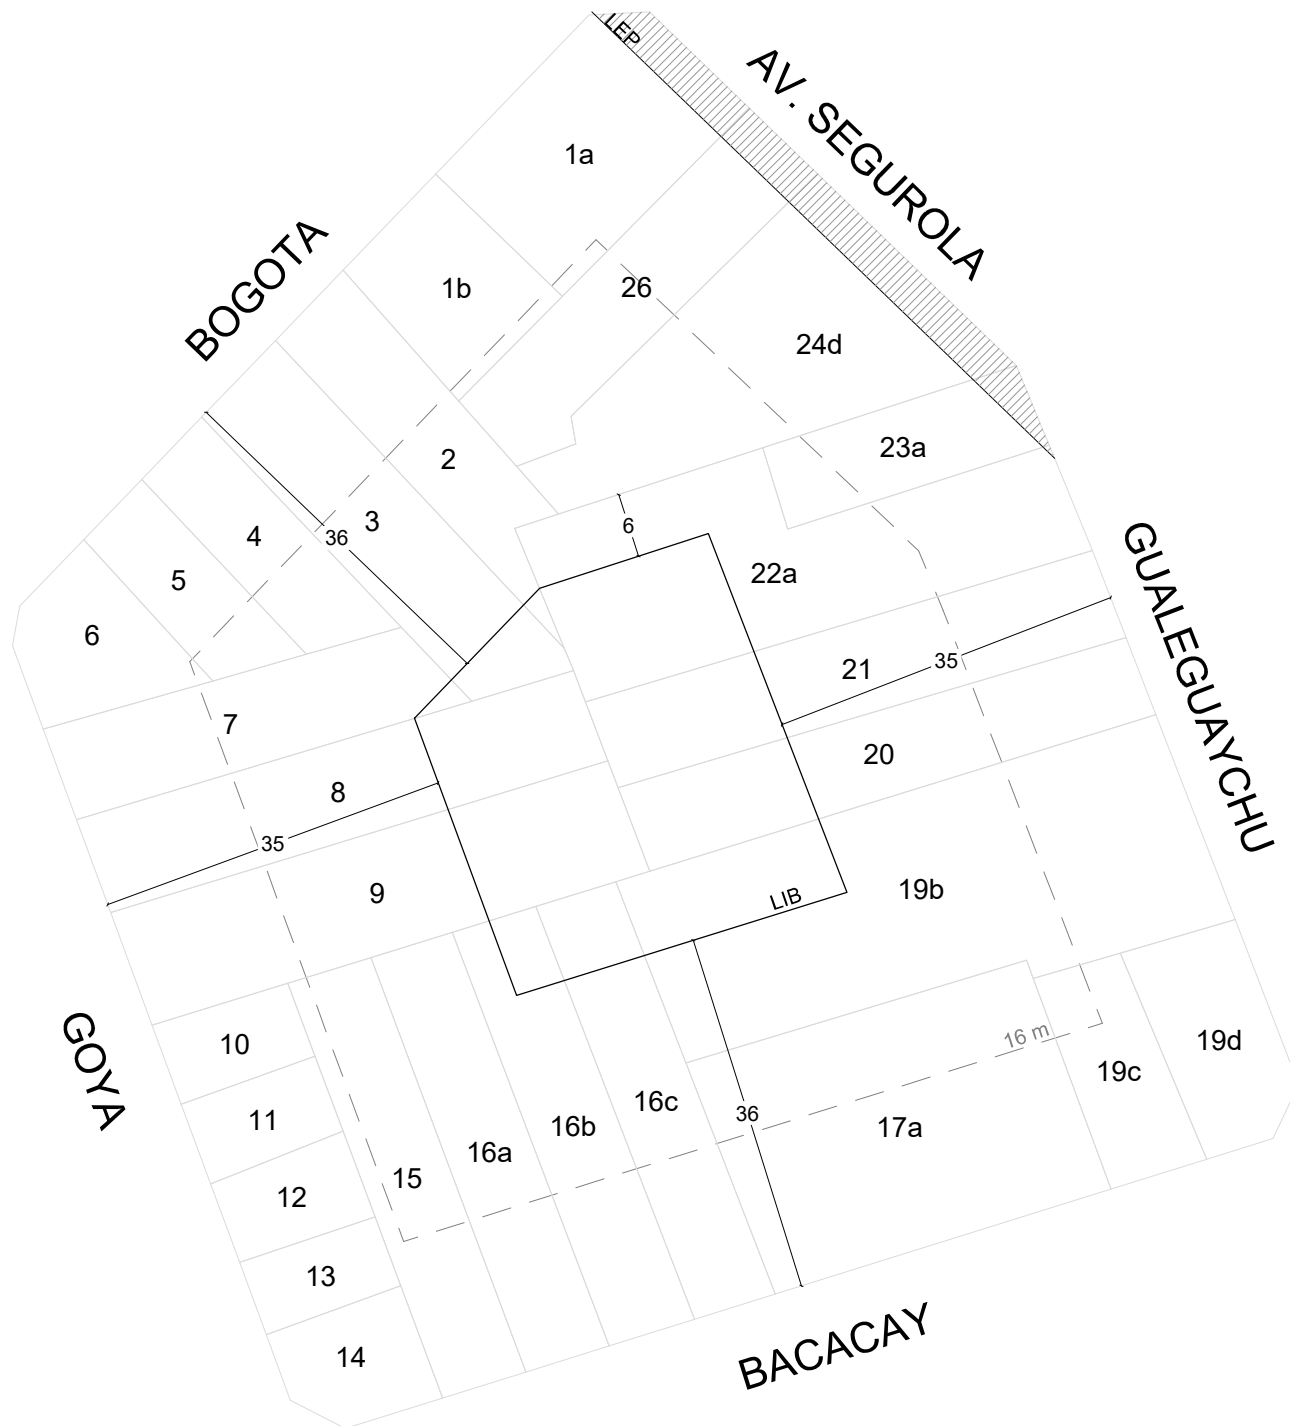 LEP
AV. SEGUROLA
1a
BOGOTA
1b
26
24d
23a
2
3
4
36
6
5
22a
GUALEGUAYCHU
6
21
35
7
20
8
35
9
LIB
19b
GOYA
10
16 m
19d
19c
11
16c
36
17a
16b
16a
15
12
13
BACACAY
14